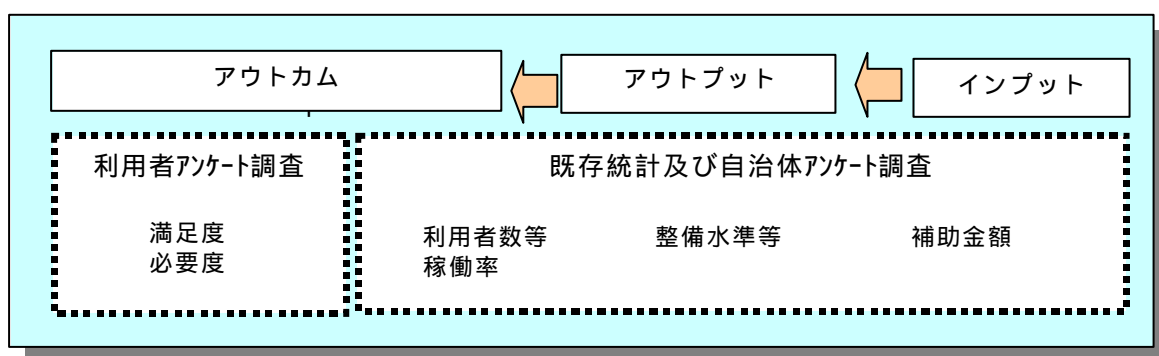 アウトカム
アウトプット
インプット
利用者アンケート調査
既存統計及び自治体アンケート調査
満足度
必要度
利用者数等
稼働率
整備水準等
補助金額